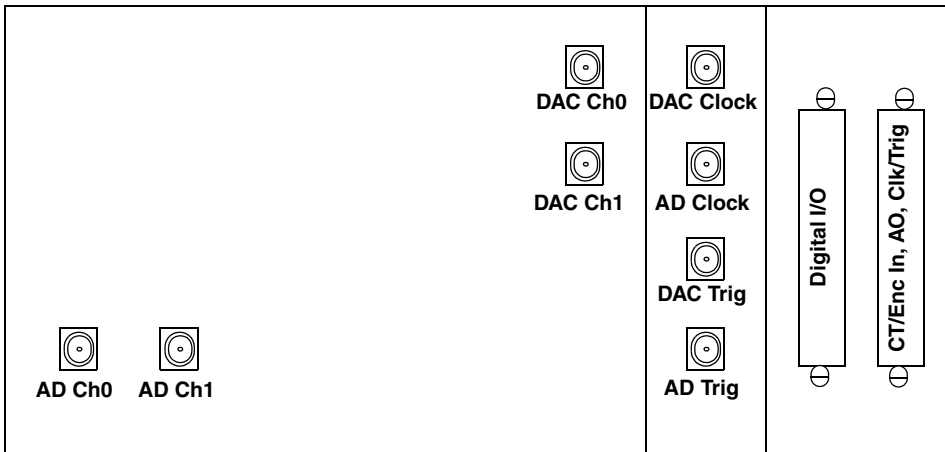 DAC Ch0
DAC Clock
DAC Ch1
AD Clock
DAC Trig
AD Ch0
AD Ch1
AD Trig
Digital I/O
CT/Enc In, AO, Clk/Trig